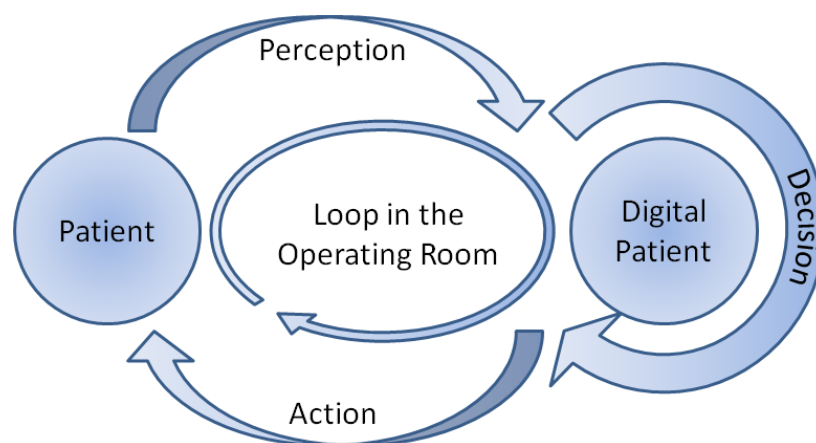 Perception
Patient
Loop in the
Operating Room
Digital
Patient
Decision
Action